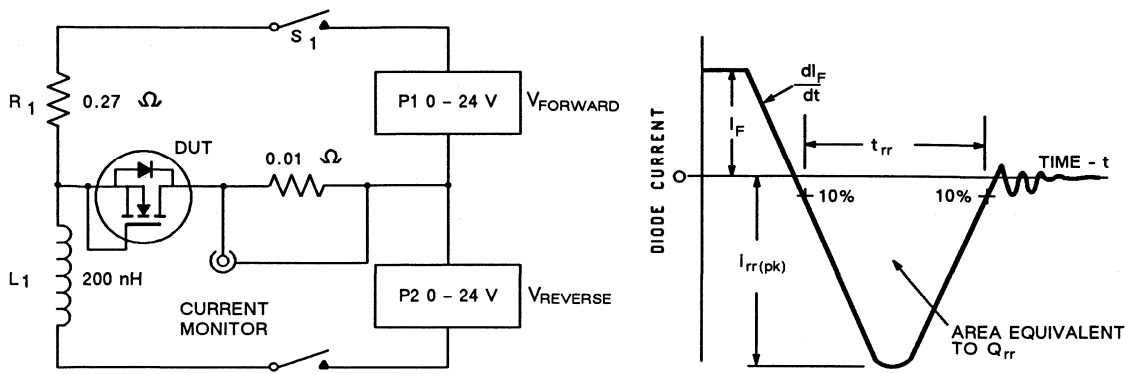 S1
R1 0.27 Ω
P1 0 – 24 V
VFORWARD
DUT
0.01 Ω
L1 200 nH
CURRENT
MONITOR
P2 0 – 24 V
VREVERSE
DIODE CURRENT
O
IF
dIF
dt
trr
TIME - t
10%
10%
Irr(pk)
AREA EQUIVALENT
TO Qrr